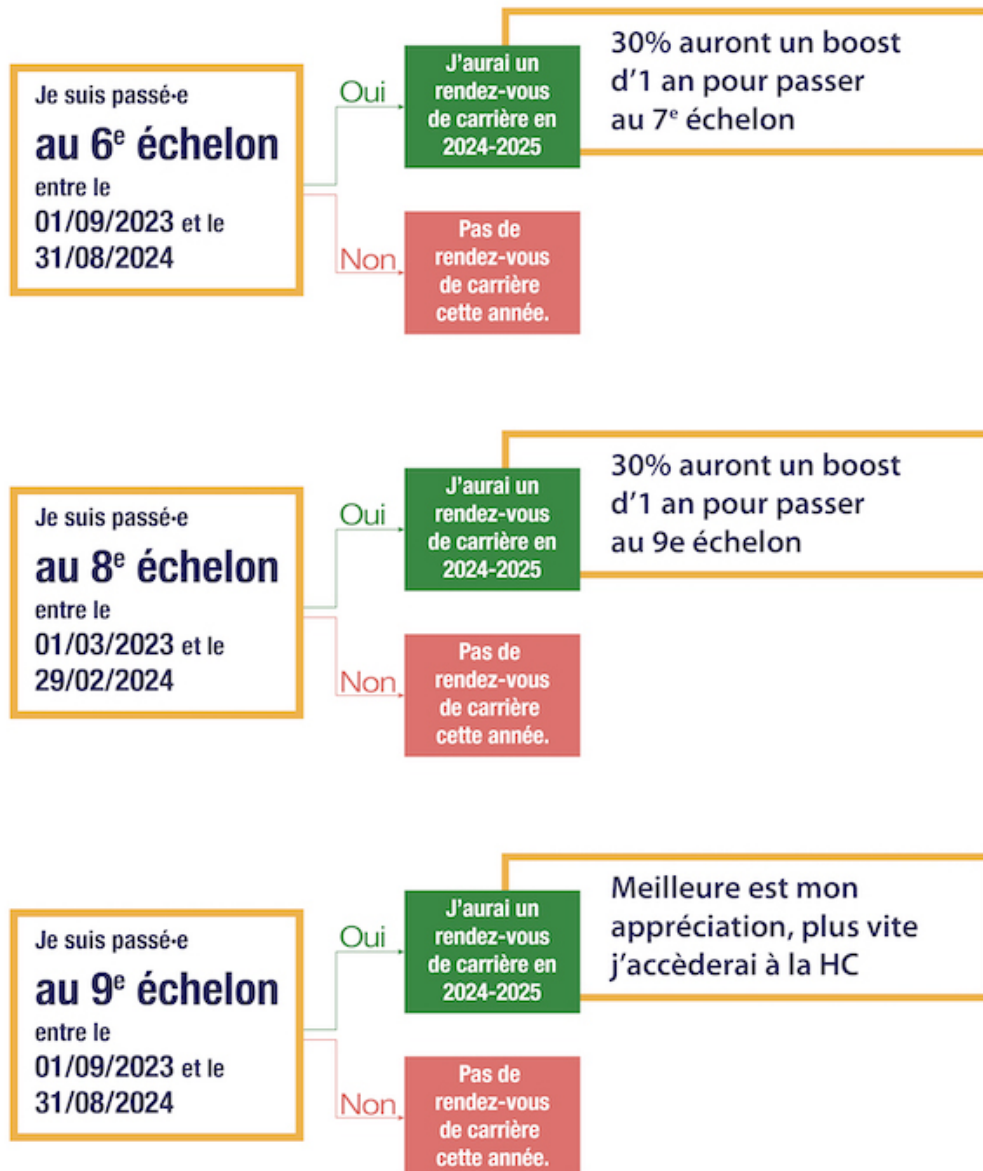 Je suis passé·e
au 6e échelon
entre le
01/09/2023 et le
31/08/2024
Oui
J'aurai un
rendez-vous
de carrière en
2024-2025
30% auront un boost
d'1 an pour passer
au 7e échelon
Non
Pas de
rendez-vous
de carrière
cette année.
Je suis passé·e
au 8e échelon
entre le
01/03/2023 et le
29/02/2024
Oui
J'aurai un
rendez-vous
de carrière en
2024-2025
30% auront un boost
d'1 an pour passer
au 9e échelon
Non
Pas de
rendez-vous
de carrière
cette année.
Je suis passé·e
au 9e échelon
entre le
01/09/2023 et le
31/08/2024
Oui
J'aurai un
rendez-vous
de carrière en
2024-2025
Meilleure est mon
appréciation, plus vite
j'accèderai à la HC
Non
Pas de
rendez-vous
de carrière
cette année.